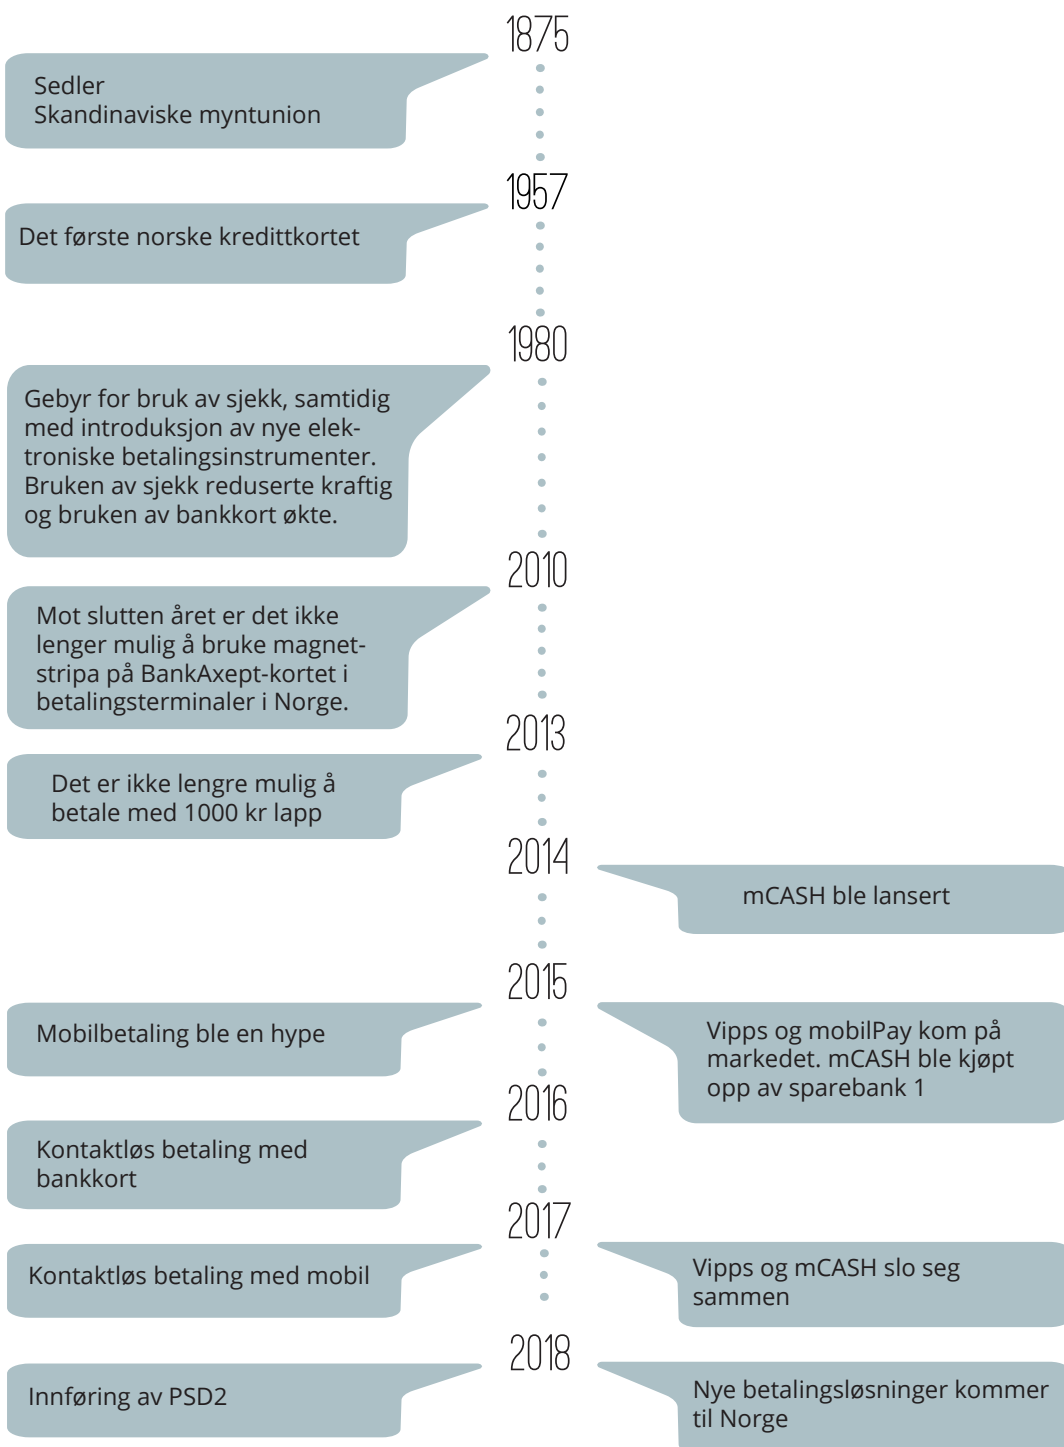 1875
Sedler
Skandinaviske myntunion
1957
Det første norske kredittkortet
1980
Gebyr for bruk av sjekk, samtidig
med introduksjon av nye elek-
troniske betalingsinstrumenter.
Bruken av sjekk reduserte kraftig
og bruken av bankkort økte.
2010
Mot slutten året er det ikke
lenger mulig å bruke magnet-
stripa på BankAxept-kortet i
betalingsterminaler i Norge.
2013
Det er ikke lengre mulig å
betale med 1000 kr lapp
2014
mCASH ble lansert
2015
Mobilbetaling ble en hype
Vipps og mobilPay kom på
markedet. mCASH ble kjøpt
opp av sparebank 1
2016
Kontaktløs betaling med
bankkort
2017
Kontaktløs betaling med mobil
Vipps og mCASH slo seg
sammen
2018
Innføring av PSD2
Nye betalingsløsninger kommer
til Norge